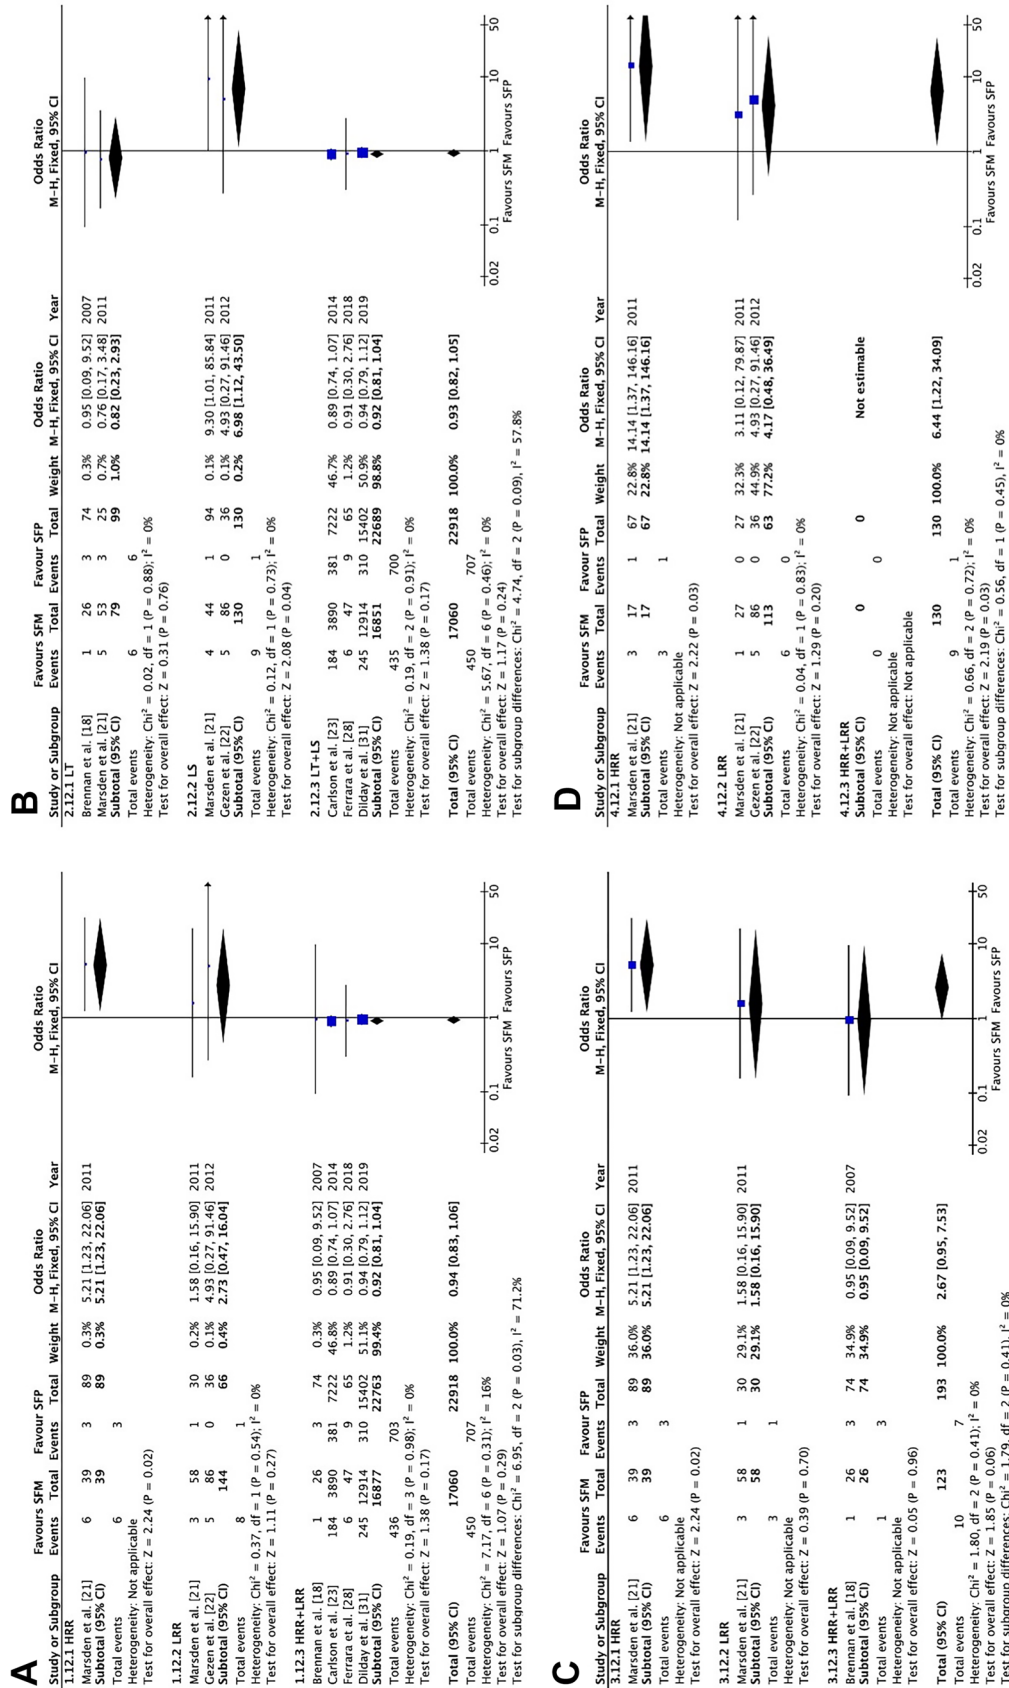 A
Favours SFM Favour SFP Odds Ratio Odds Ratio
Study or Subgroup Events Total Events Total Weight M-H, Fixed, 95% CI Year M-H, Fixed, 95% CI
1.12.1 HRR
Marsden et al. [21] 6 39 3 89 0.3% 5.21 [1.23, 22.06] 2011
Subtotal (95% CI) 39 89 0.3% 5.21 [1.23, 22.06]
Total events 6 3
Heterogeneity: Not applicable
Test for overall effect: Z = 2.24 (P = 0.02)
1.12.2 LRR
Marsden et al. [21] 3 58 1 30 0.2% 1.58 [0.16, 15.90] 2011
Gezen et al. [22] 5 86 0 36 0.1% 4.93 [0.27, 91.46] 2012
Subtotal (95% CI) 144 66 0.4% 2.73 [0.47, 16.04]
Total events 8 1
Heterogeneity: Chi² = 0.37, df = 1 (P = 0.54); I² = 0%
Test for overall effect: Z = 1.11 (P = 0.27)
1.12.3 HRR+LRR
Brennan et al. [18] 1 26 3 74 0.3% 0.95 [0.09, 9.52] 2007
Carlson et al. [23] 184 3890 381 7222 46.8% 0.89 [0.74, 1.07] 2014
Ferrara et al. [28] 6 47 9 65 1.2% 0.91 [0.30, 2.76] 2018
Dilday et al. [31] 245 12914 310 15402 51.1% 0.94 [0.79, 1.12] 2019
Subtotal (95% CI) 16877 22763 99.4% 0.92 [0.81, 1.04]
Total events 436 703
Heterogeneity: Chi² = 0.19, df = 3 (P = 0.98); I² = 0%
Test for overall effect: Z = 1.38 (P = 0.17)
Total (95% CI) 17060 22918 100.0% 0.94 [0.83, 1.06]
Total events 450 707
Heterogeneity: Chi² = 7.17, df = 6 (P = 0.31); I² = 16%
Test for overall effect: Z = 1.07 (P = 0.29)
Test for subgroup differences: Chi² = 6.95, df = 2 (P = 0.03), I² = 71.2%
0.02 0.1 1 10 50
Favours SFM Favours SFP
B
Favours SFM Favour SFP Odds Ratio Odds Ratio
Study or Subgroup Events Total Events Total Weight M-H, Fixed, 95% CI Year M-H, Fixed, 95% CI
2.12.1 LT
Brennan et al. [18] 1 26 3 74 0.3% 0.95 [0.09, 9.52] 2007
Marsden et al. [21] 5 53 3 25 0.7% 0.76 [0.17, 3.48] 2011
Subtotal (95% CI) 79 99 1.0% 0.82 [0.23, 2.93]
Total events 6 6
Heterogeneity: Chi² = 0.02, df = 1 (P = 0.88); I² = 0%
Test for overall effect: Z = 0.31 (P = 0.76)
2.12.2 LS
Marsden et al. [21] 4 44 1 94 0.1% 9.30 [1.01, 85.84] 2011
Gezen et al. [22] 5 86 0 36 0.1% 4.93 [0.27, 91.46] 2012
Subtotal (95% CI) 130 130 0.2% 6.98 [1.12, 43.50]
Total events 9 1
Heterogeneity: Chi² = 0.12, df = 1 (P = 0.73); I² = 0%
Test for overall effect: Z = 2.08 (P = 0.04)
2.12.3 LT+LS
Carlson et al. [23] 184 3890 381 7222 46.7% 0.89 [0.74, 1.07] 2014
Ferrara et al. [28] 6 47 9 65 1.2% 0.91 [0.30, 2.76] 2018
Dilday et al. [31] 245 12914 310 15402 50.9% 0.94 [0.79, 1.12] 2019
Subtotal (95% CI) 16851 22689 98.8% 0.92 [0.81, 1.04]
Total events 435 700
Heterogeneity: Chi² = 0.19, df = 2 (P = 0.91); I² = 0%
Test for overall effect: Z = 1.38 (P = 0.17)
Total (95% CI) 17060 22918 100.0% 0.93 [0.82, 1.05]
Total events 450 707
Heterogeneity: Chi² = 5.67, df = 6 (P = 0.46); I² = 0%
Test for overall effect: Z = 1.17 (P = 0.24)
Test for subgroup differences: Chi² = 4.74, df = 2 (P = 0.09), I² = 57.8%
0.02 0.1 1 10 50
Favours SFM Favours SFP
C
Favours SFM Favour SFP Odds Ratio Odds Ratio
Study or Subgroup Events Total Events Total Weight M-H, Fixed, 95% CI Year M-H, Fixed, 95% CI
3.12.1 HRR
Marsden et al. [21] 6 39 3 89 36.0% 5.21 [1.23, 22.06] 2011
Subtotal (95% CI) 39 89 36.0% 5.21 [1.23, 22.06]
Total events 6 3
Heterogeneity: Not applicable
Test for overall effect: Z = 2.24 (P = 0.02)
3.12.2 LRR
Marsden et al. [21] 3 58 1 30 29.1% 1.58 [0.16, 15.90] 2011
Subtotal (95% CI) 58 30 29.1% 1.58 [0.16, 15.90]
Total events 3 1
Heterogeneity: Not applicable
Test for overall effect: Z = 0.39 (P = 0.70)
3.12.3 HRR+LRR
Brennan et al. [18] 1 26 3 74 34.9% 0.95 [0.09, 9.52] 2007
Subtotal (95% CI) 26 74 34.9% 0.95 [0.09, 9.52]
Total events 1 3
Heterogeneity: Not applicable
Test for overall effect: Z = 0.05 (P = 0.96)
Total (95% CI) 123 193 100.0% 2.67 [0.95, 7.53]
Total events 10 7
Heterogeneity: Chi² = 1.80, df = 2 (P = 0.41); I² = 0%
Test for overall effect: Z = 1.85 (P = 0.06)
Test for subgroup differences: Chi² = 1.79, df = 2 (P = 0.41), I² = 0%
0.02 0.1 1 10 50
Favours SFM Favours SFP
D
Favours SFM Favour SFP Odds Ratio Odds Ratio
Study or Subgroup Events Total Events Total Weight M-H, Fixed, 95% CI Year M-H, Fixed, 95% CI
4.12.1 HRR
Marsden et al. [21] 3 17 1 67 22.8% 14.14 [1.37, 146.16] 2011
Subtotal (95% CI) 17 67 22.8% 14.14 [1.37, 146.16]
Total events 3 1
Heterogeneity: Not applicable
Test for overall effect: Z = 2.22 (P = 0.03)
4.12.2 LRR
Marsden et al. [21] 1 27 0 27 32.3% 3.11 [0.12, 79.87] 2011
Gezen et al. [22] 5 86 0 36 44.9% 4.93 [0.27, 91.46] 2012
Subtotal (95% CI) 113 63 77.2% 4.17 [0.48, 36.49]
Total events 6 0
Heterogeneity: Chi² = 0.04, df = 1 (P = 0.83); I² = 0%
Test for overall effect: Z = 1.29 (P = 0.20)
4.12.3 HRR+LRR
Subtotal (95% CI) 0 0 Not estimable
Total events 0 0
Heterogeneity: Not applicable
Test for overall effect: Not applicable
Total (95% CI) 130 130 100.0% 6.44 [1.22, 34.09]
Total events 9 1
Heterogeneity: Chi² = 0.66, df = 2 (P = 0.72); I² = 0%
Test for overall effect: Z = 2.19 (P = 0.03)
Test for subgroup differences: Chi² = 0.56, df = 1 (P = 0.45), I² = 0%
0.02 0.1 1 10 50
Favours SFM Favours SFP